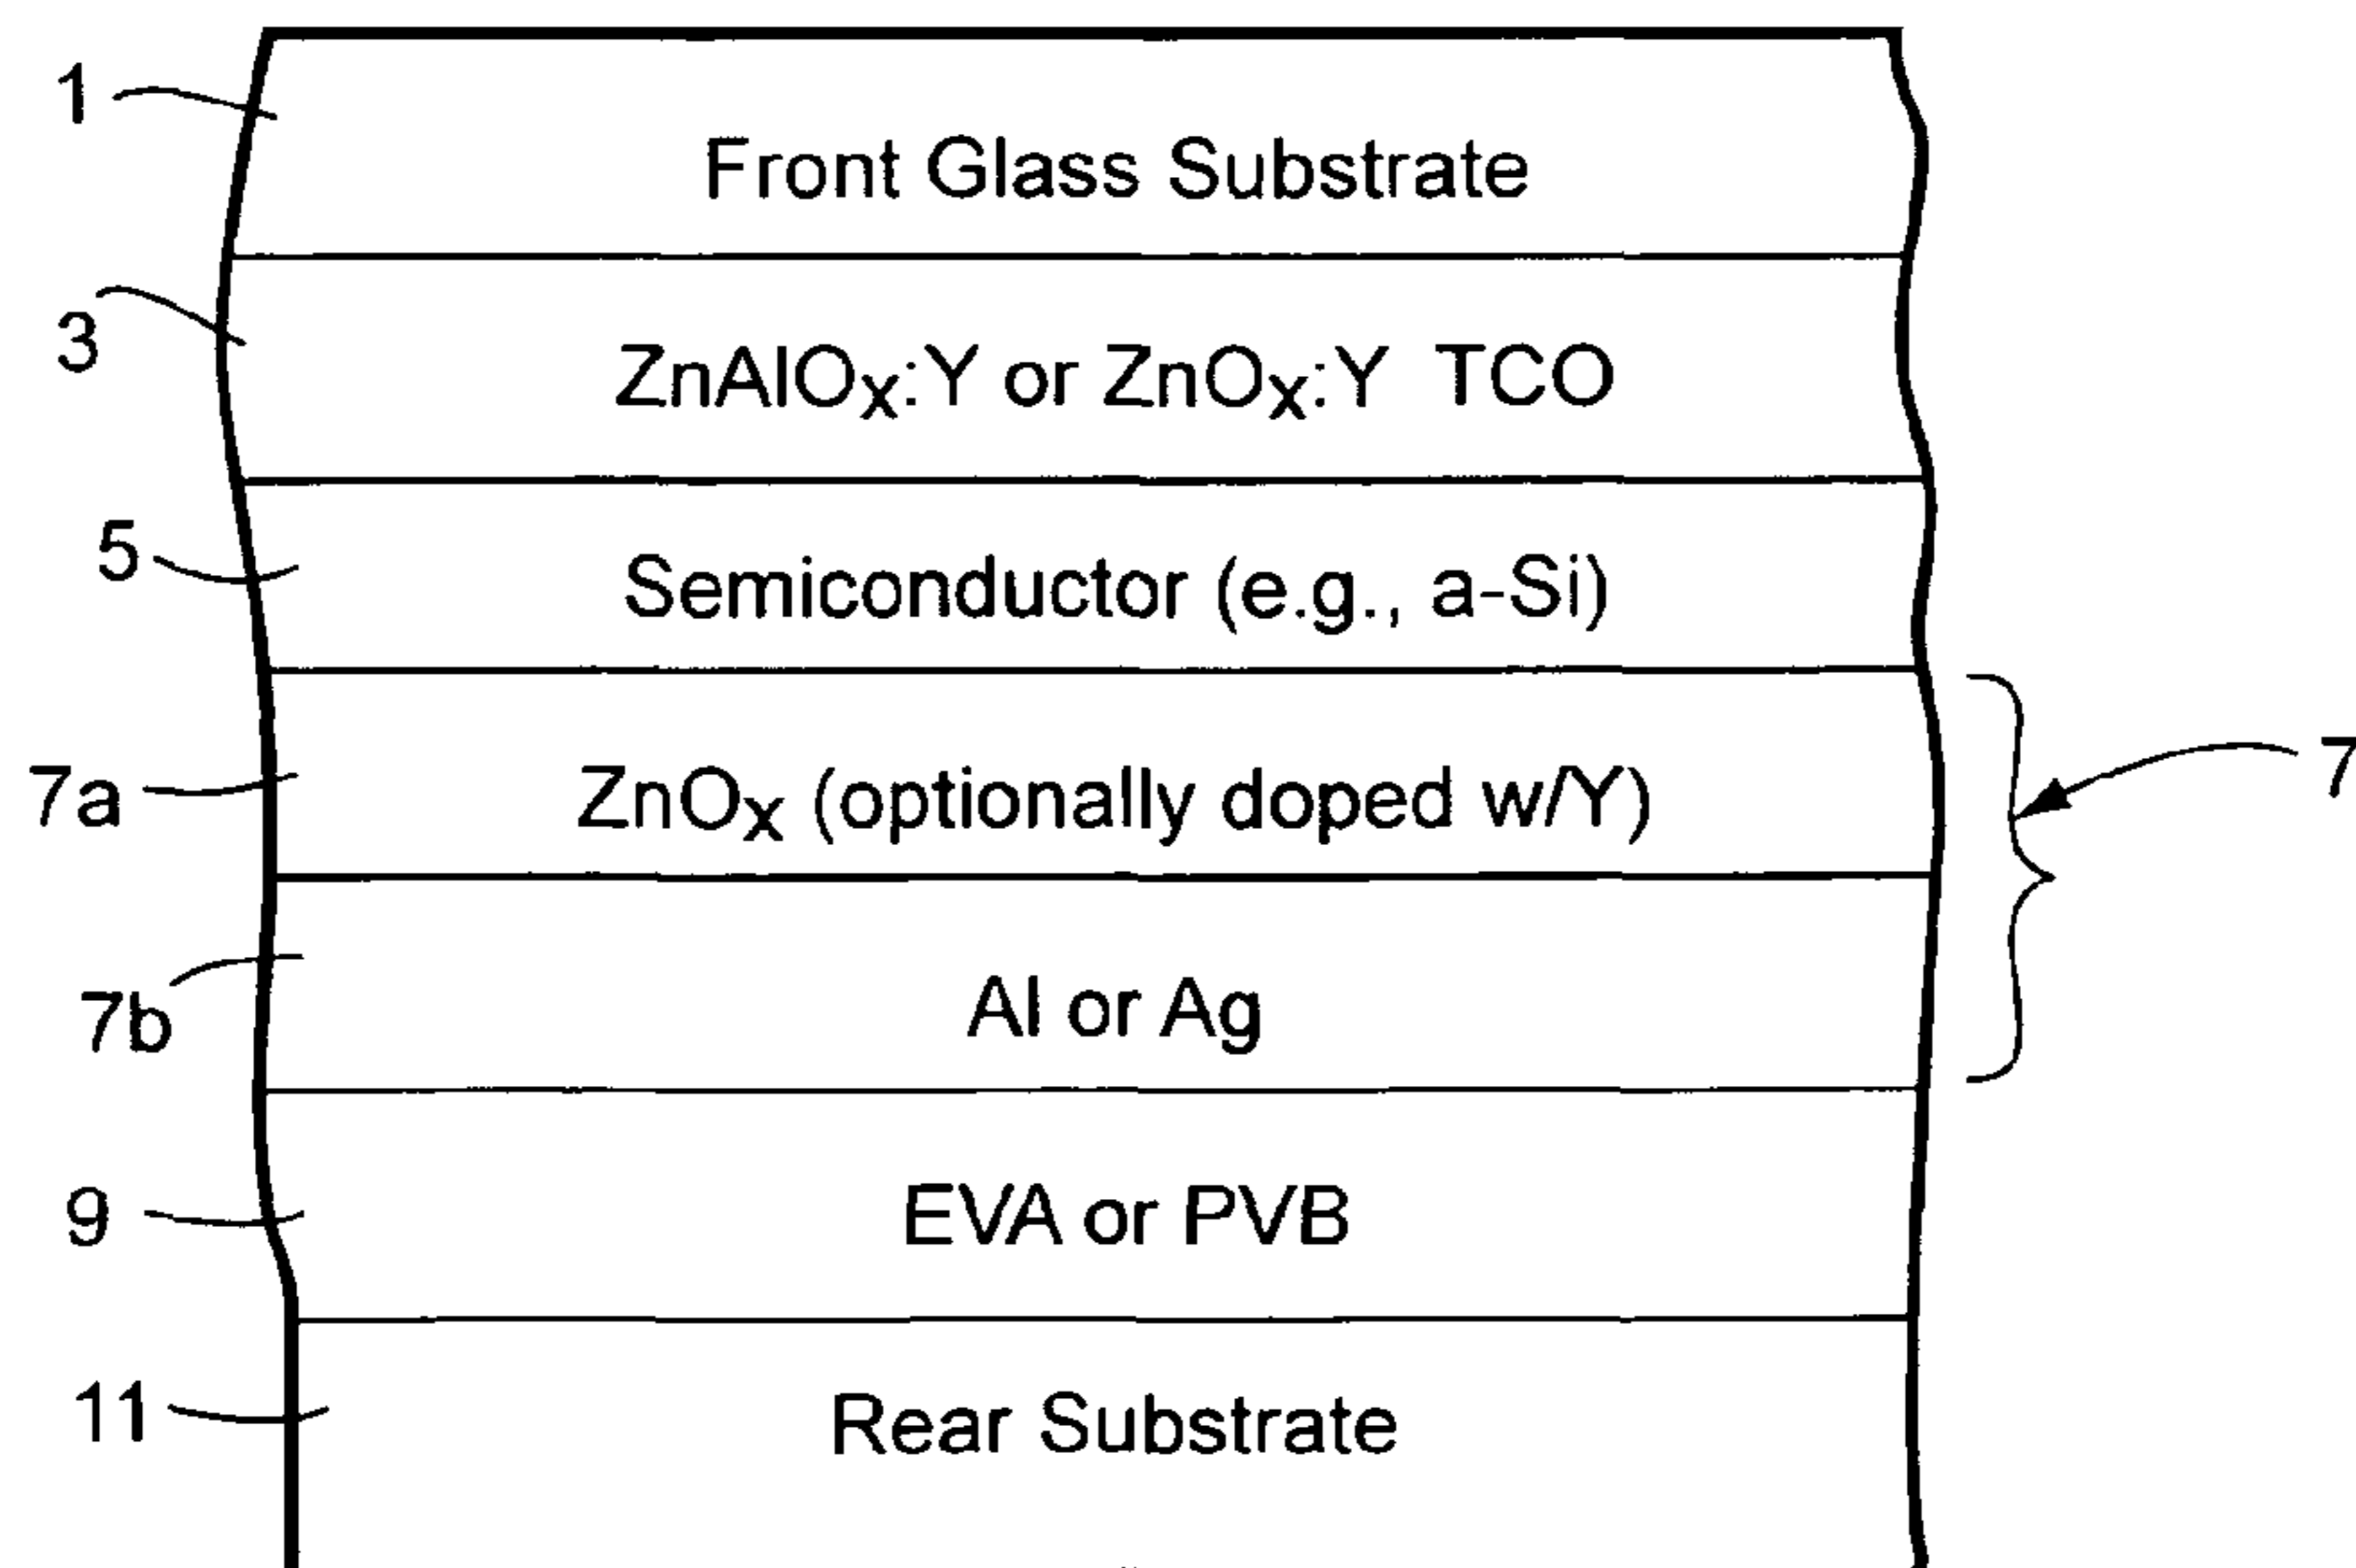 1
Front Glass Substrate
3
ZnAlOx:Y or ZnOx:Y TCO
5
Semiconductor (e.g., a-Si)
7a
ZnOx (optionally doped w/Y)
7
7b
Al or Ag
9
EVA or PVB
11
Rear Substrate